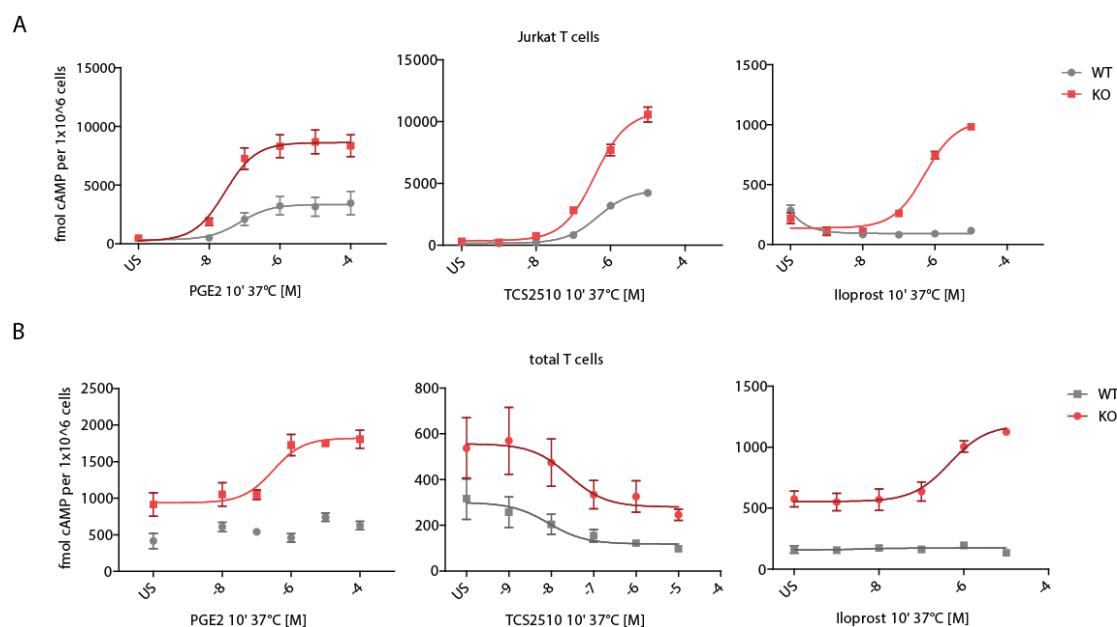 A
Jurkat T cells
fmol cAMP per 1x10^6 cells
15000
10000
5000
0
US
-8
-6
-4
PGE2 10' 37°C [M]
15000
10000
5000
0
US
-8
-6
-4
TCS2510 10' 37°C [M]
1500
1000
500
0
US
-8
-6
-4
Iloprost 10' 37°C [M]
WT
KO
B
total T cells
fmol cAMP per 1x10^6 cells
2500
2000
1500
1000
500
0
US
-8
-6
-4
PGE2 10' 37°C [M]
800
600
400
200
0
US
-9
-8
-7
-6
-5
-4
TCS2510 10' 37°C [M]
1500
1000
500
0
US
-8
-6
-4
Iloprost 10' 37°C [M]
WT
KO